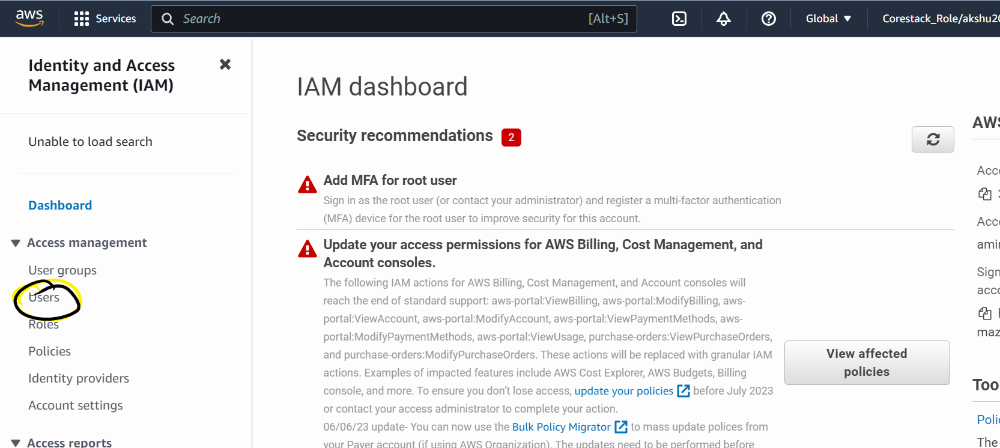 aws
Services
Search
[Alt+S]
Global
Corestack_Role/akshu20
Identity and Access
Management (IAM)
Unable to load search
Dashboard
Access management
User groups
Users
Roles
Policies
Identity providers
Account settings
Access reports
IAM dashboard
Security recommendations 2
Add MFA for root user
Sign in as the root user (or contact your administrator) and register a multi-factor authentication
(MFA) device for the root user to improve security for this account.
Update your access permissions for AWS Billing, Cost Management, and
Account consoles.
The following IAM actions for AWS Billing, Cost Management, and Account consoles will
reach the end of standard support: aws-portal:ViewBilling, aws-portal:ModifyBilling, aws-
portal:ViewAccount, aws-portal:ModifyAccount, aws-portal:ViewPaymentMethods, aws-
portal:ModifyPaymentMethods, aws-portal:ViewUsage, purchase-orders:ViewPurchaseOrders,
and purchase-orders:ModifyPurchaseOrders. These actions will be replaced with granular IAM
actions. Examples of impacted features include AWS Cost Explorer, AWS Budgets, Billing
console, and more. To ensure you don't lose access, update your policies before July 2023
or contact your access administrator to complete your action.
06/06/23 update- You can now use the Bulk Policy Migrator to mass update polices from
your Payer account (if using AWS Organization). The updates need to be performed before
View affected
policies
AWS
Acco
Acco
Sign
acco
maz
Too
Polic
The